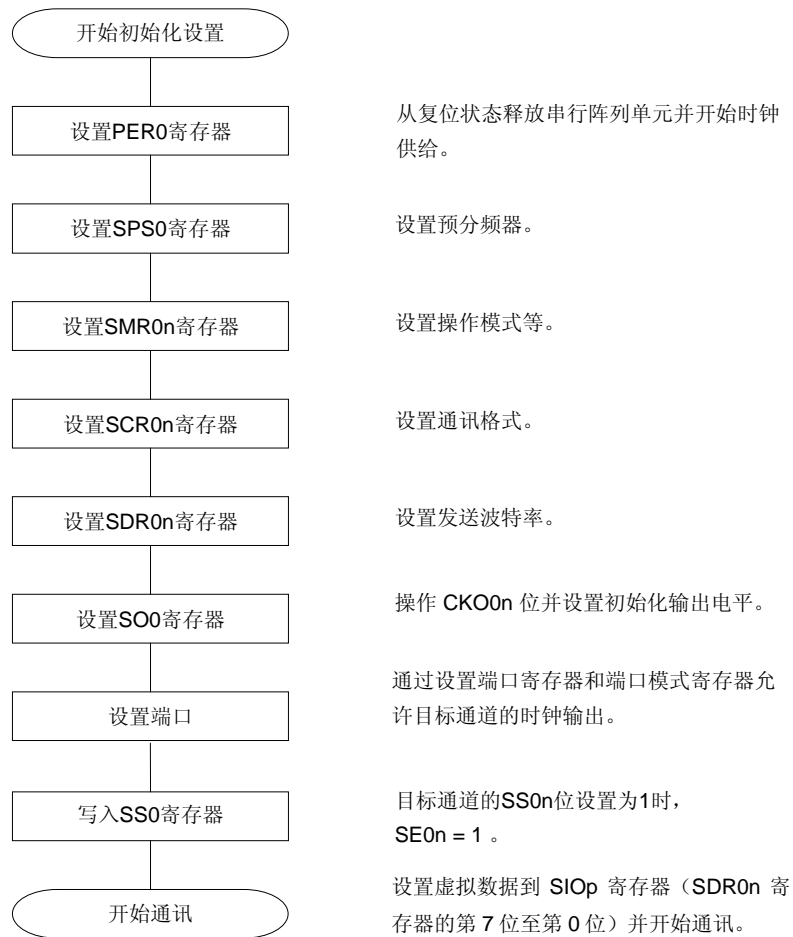 开始初始化设置
设置PER0寄存器
从复位状态释放串行阵列单元并开始时钟
供给。
设置SPS0寄存器
设置预分频器。
设置SMR0n寄存器
设置操作模式等。
设置SCR0n寄存器
设置通讯格式。
设置SDR0n寄存器
设置发送波特率。
设置SO0寄存器
操作 CKO0n 位并设置初始化输出电平。
设置端口
通过设置端口寄存器和端口模式寄存器允
许目标通道的时钟输出。
写入SS0寄存器
目标通道的SS0n位设置为1时，
SE0n = 1 。
开始通讯
设置虚拟数据到 SIOp 寄存器（SDR0n 寄
存器的第 7 位至第 0 位）并开始通讯。